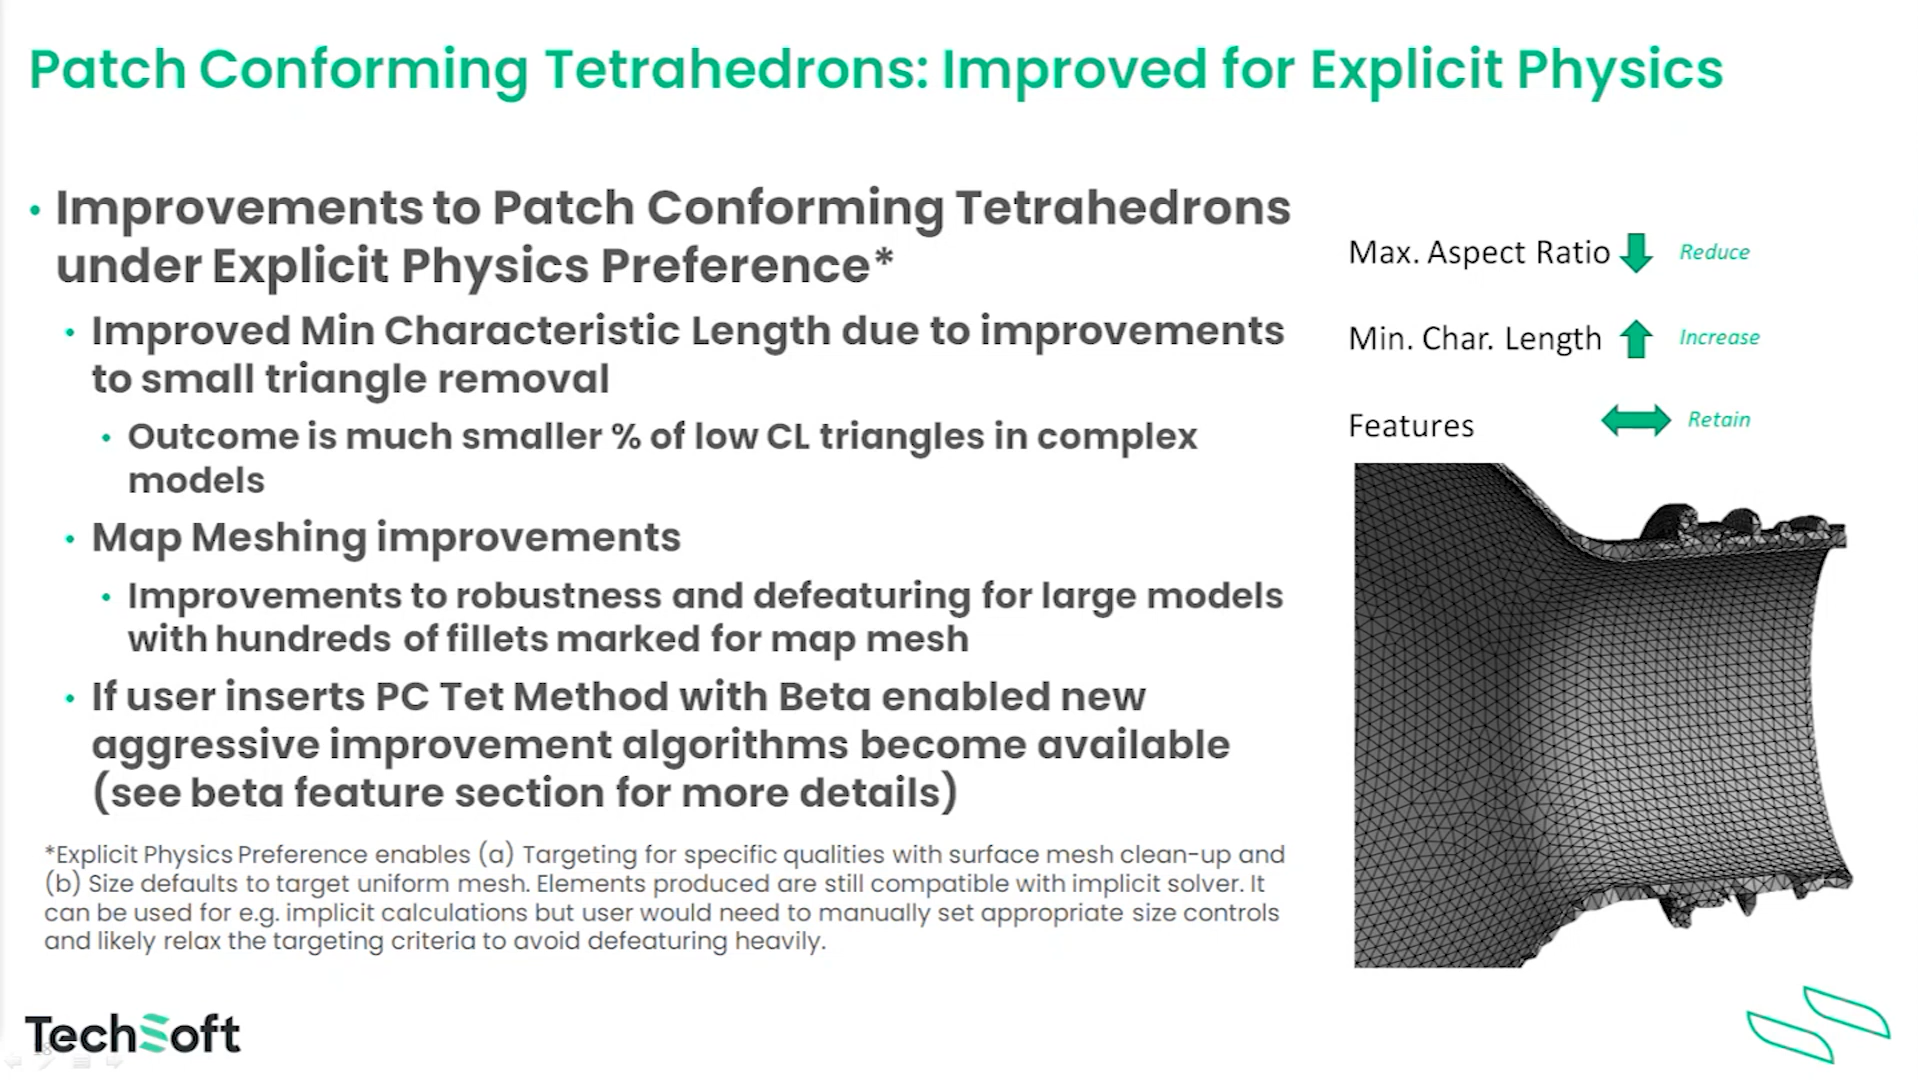 Patch Conforming Tetrahedrons: Improved for Explicit Physics
• Improvements to Patch Conforming Tetrahedrons
under Explicit Physics Preference*
• Improved Min Characteristic Length due to improvements
to small triangle removal
• Outcome is much smaller % of low CL triangles in complex
models
• Map Meshing improvements
• Improvements to robustness and defeaturing for large models
with hundreds of fillets marked for map mesh
• If user inserts PC Tet Method with Beta enabled new
aggressive improvement algorithms become available
(see beta feature section for more details)
*Explicit Physics Preference enables (a) Targeting for specific qualities with surface mesh clean-up and
(b) Size defaults to target uniform mesh. Elements produced are still compatible with implicit solver. It
can be used for e.g. implicit calculations but user would need to manually set appropriate size controls
and likely relax the targeting criteria to avoid defeaturing heavily.
Max. Aspect Ratio Reduce
Min. Char. Length Increase
Features Retain
TechSoft
18